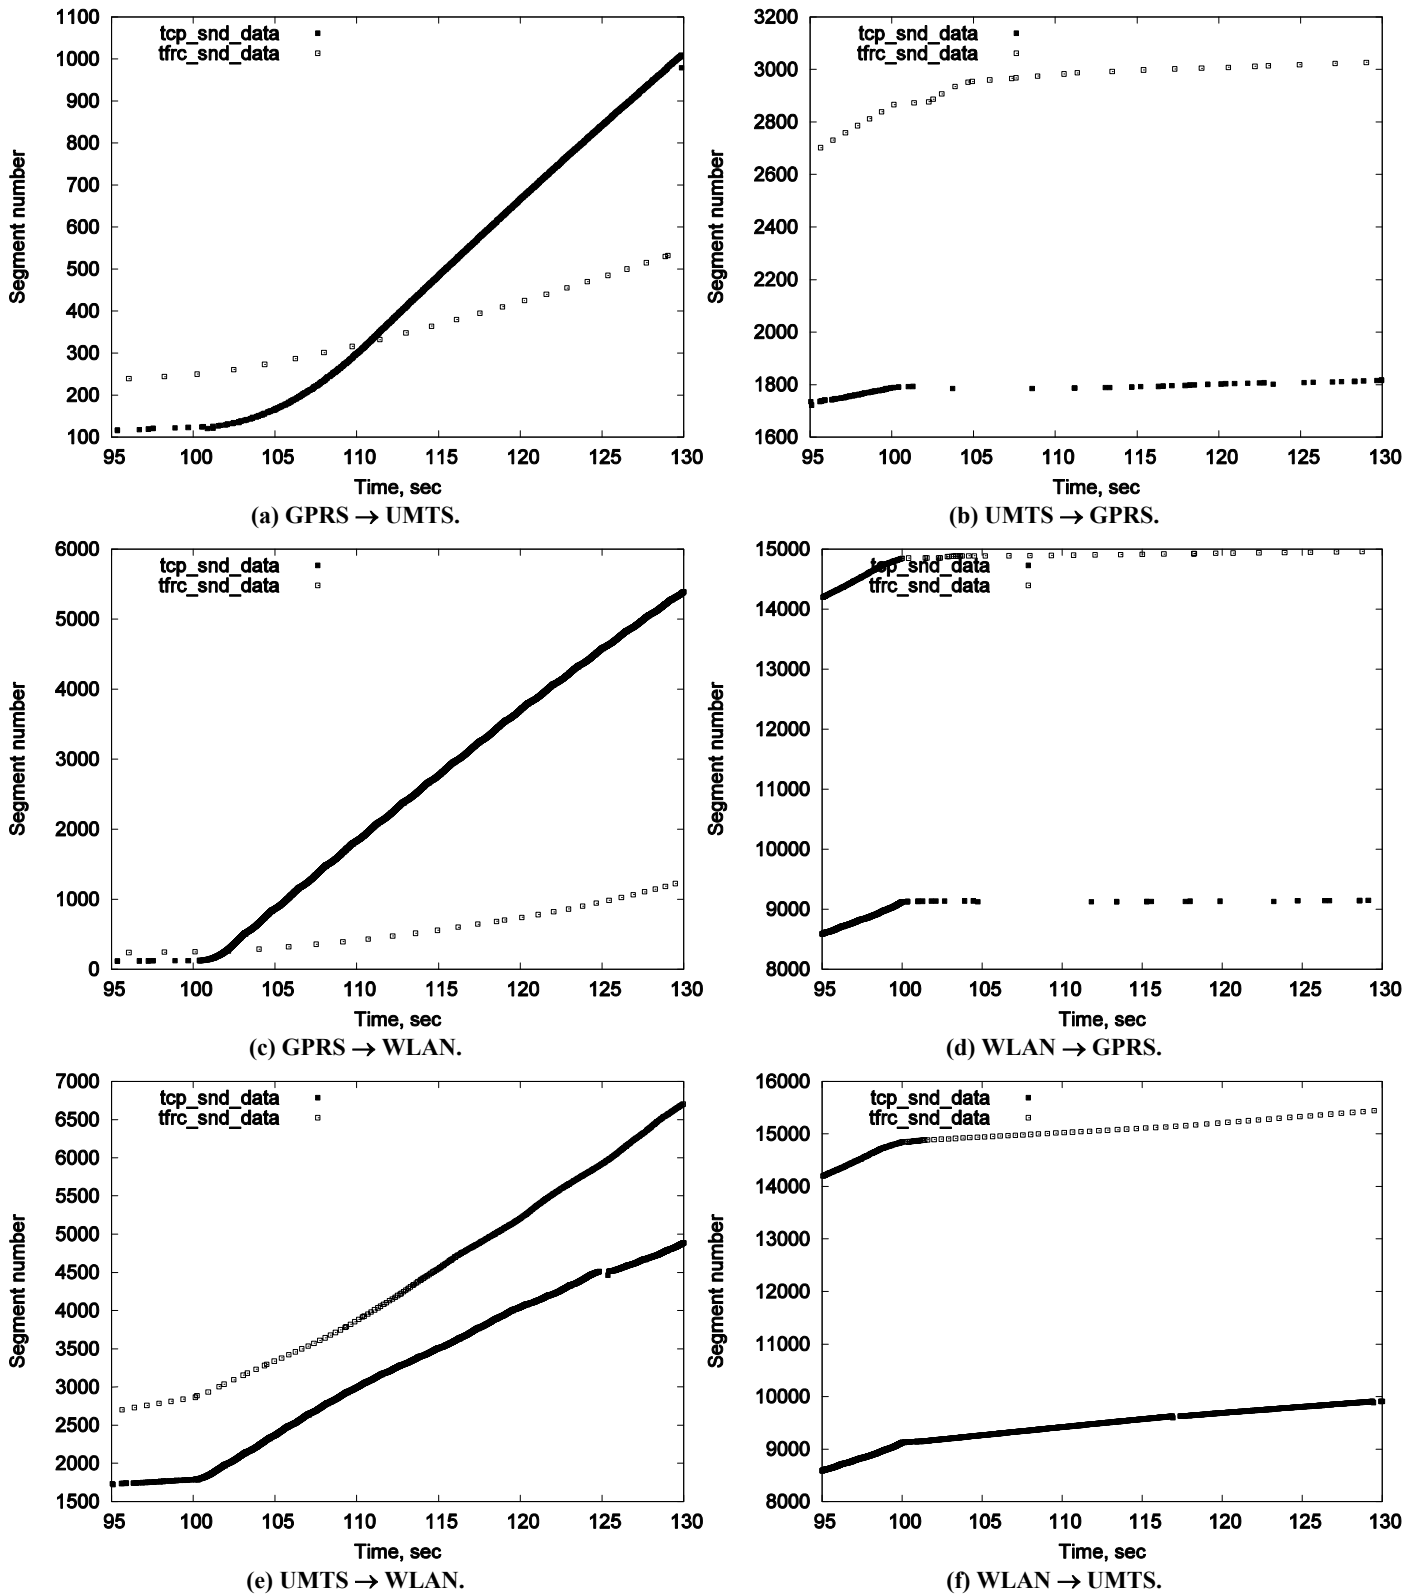 tcp_snd_data
tfrc_snd_data
1100
1000
900
800
700
600
500
400
300
200
100
Segment number
95 100 105 110 115 120 125 130
Time, sec
(a) GPRS → UMTS.
tcp_snd_data
tfrc_snd_data
3200
3000
2800
2600
2400
2200
2000
1800
1600
Segment number
95 100 105 110 115 120 125 130
Time, sec
(b) UMTS → GPRS.
tcp_snd_data
tfrc_snd_data
6000
5000
4000
3000
2000
1000
0
Segment number
95 100 105 110 115 120 125 130
Time, sec
(c) GPRS → WLAN.
tcp_snd_data
tfrc_snd_data
15000
14000
13000
12000
11000
10000
9000
8000
Segment number
95 100 105 110 115 120 125 130
Time, sec
(d) WLAN → GPRS.
tcp_snd_data
tfrc_snd_data
7000
6500
6000
5500
5000
4500
4000
3500
3000
2500
2000
1500
Segment number
95 100 105 110 115 120 125 130
Time, sec
(e) UMTS → WLAN.
tcp_snd_data
tfrc_snd_data
16000
15000
14000
13000
12000
11000
10000
9000
8000
Segment number
95 100 105 110 115 120 125 130
Time, sec
(f) WLAN → UMTS.